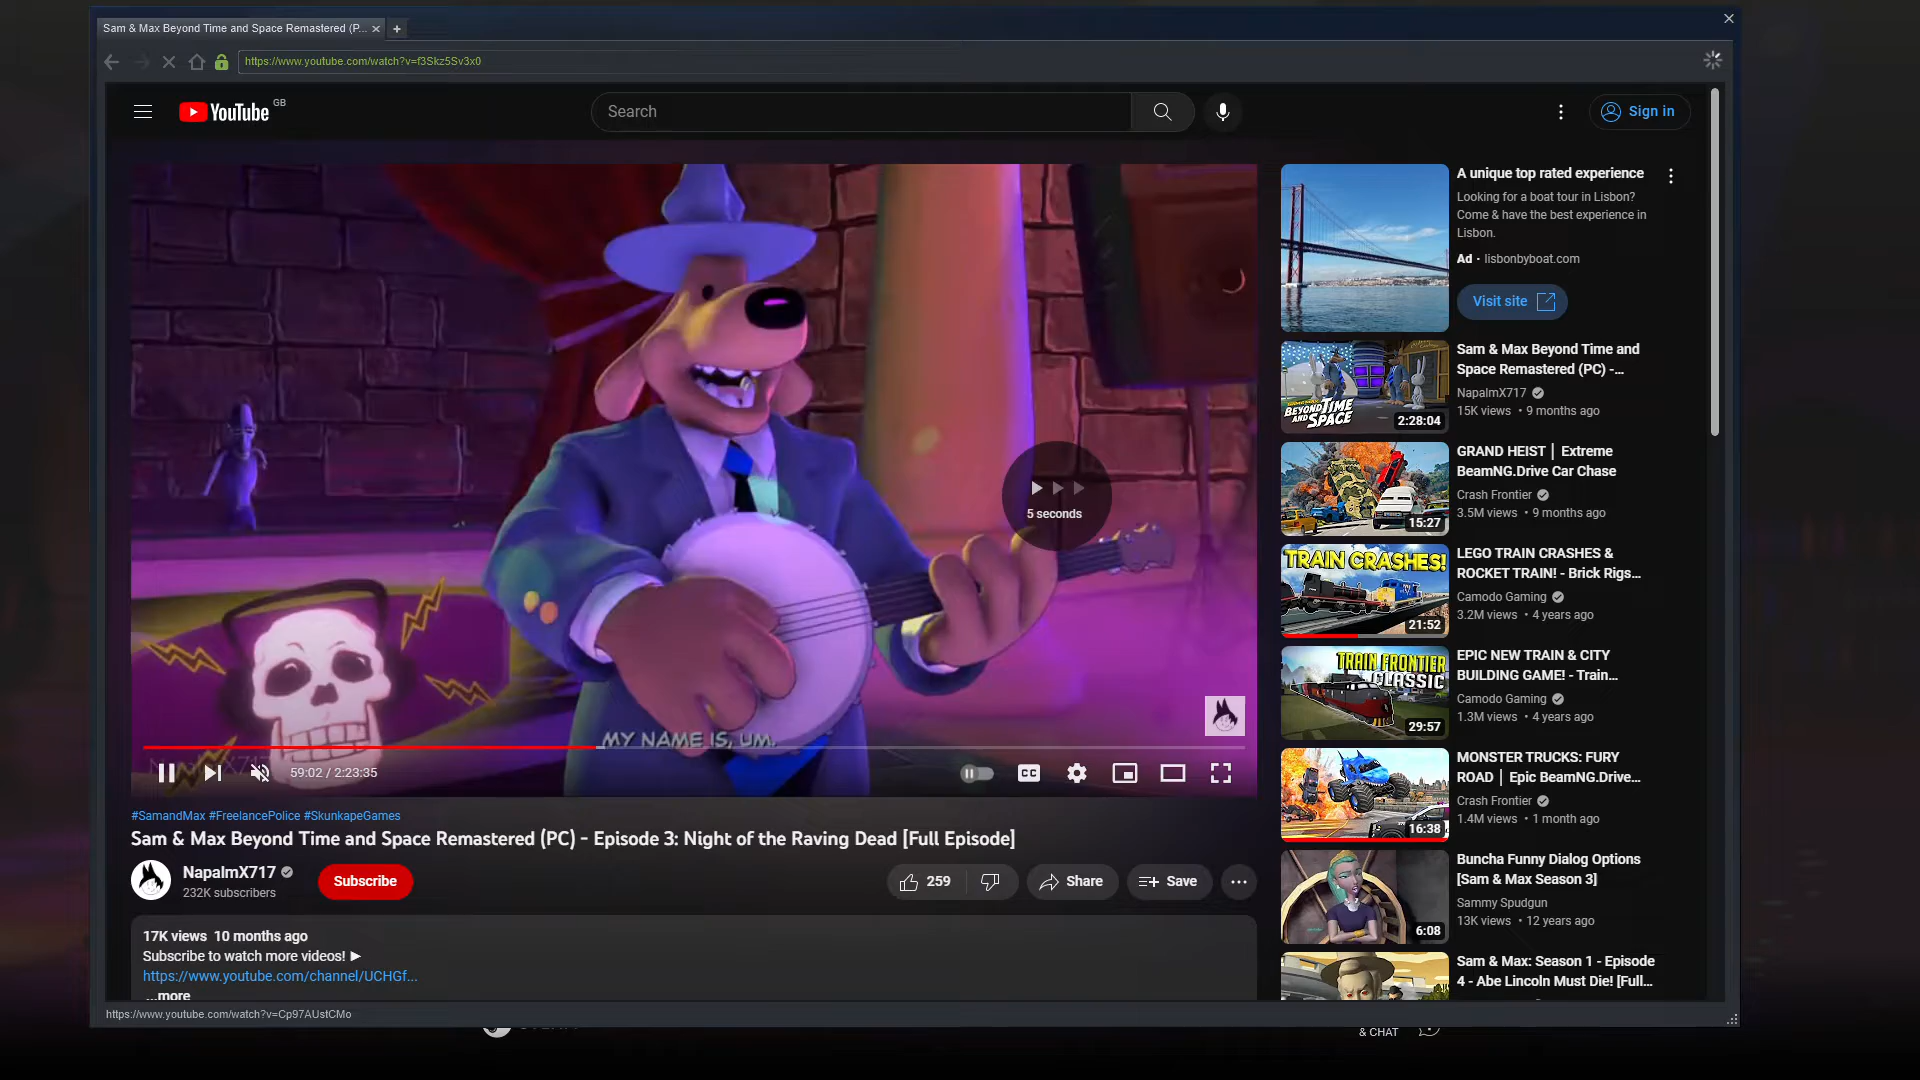 Sam & Max Beyond Time and Space Remastered (P...
https://www.youtube.com/watch?v=f3Skz5Sv3x0
YouTube GB
Search
Sign in
5 seconds
MY NAME IS, UM.
59:02 / 2:23:35
CC
#SamandMax #FreelancePolice #SkunkapeGames
Sam & Max Beyond Time and Space Remastered (PC) - Episode 3: Night of the Raving Dead [Full Episode]
NapalmX717
232K subscribers
Subscribe
259
Share
Save
17K views 10 months ago
Subscribe to watch more videos! ►
https://www.youtube.com/channel/UCHGf...
...more
A unique top rated experience
Looking for a boat tour in Lisbon?
Come & have the best experience in
Lisbon.
Ad · lisbonbyboat.com
Visit site
BEYOND TIME
AND SPACE
2:28:04
Sam & Max Beyond Time and
Space Remastered (PC) -...
NapalmX717
15K views • 9 months ago
15:27
GRAND HEIST | Extreme
BeamNG.Drive Car Chase
Crash Frontier
3.5M views • 9 months ago
TRAIN CRASHES!
21:52
LEGO TRAIN CRASHES &
ROCKET TRAIN! - Brick Rigs...
Camodo Gaming
3.2M views • 4 years ago
TRAIN FRONTIER
CLASSIC
29:57
EPIC NEW TRAIN & CITY
BUILDING GAME! - Train...
Camodo Gaming
1.3M views • 4 years ago
16:38
MONSTER TRUCKS: FURY
ROAD | Epic BeamNG.Drive...
Crash Frontier
1.4M views • 1 month ago
6:08
Buncha Funny Dialog Options
[Sam & Max Season 3]
Sammy Spudgun
13K views • 12 years ago
Sam & Max: Season 1 - Episode
4 - Abe Lincoln Must Die! [Full...
https://www.youtube.com/watch?v=Cp97AUstCMo
& CHAT